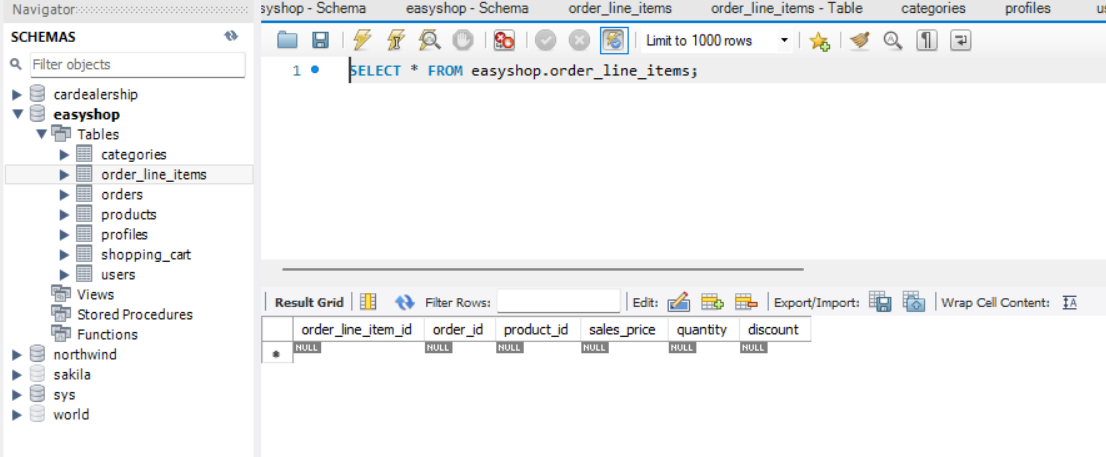 Navigator
SCHEMAS
Filter objects
cardealership
easyshop
Tables
categories
order_line_items
orders
products
profiles
shopping_cart
users
Views
Stored Procedures
Functions
northwind
sakila
sys
world
syshop - Schema easyshop - Schema order_line_items order_line_items - Table categories profiles us
Limit to 1000 rows
1 SELECT * FROM easyshop.order_line_items;
Result Grid Filter Rows: Edit: Export/Import: Wrap Cell Content: IA
order_line_item_id order_id product_id sales_price quantity discount
NULL NULL NULL NULL NULL NULL